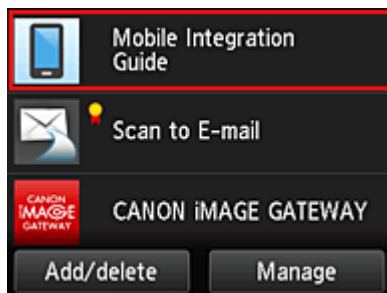 Mobile Integration
Guide
Scan to E-mail
CANON
iMAGE
GATEWAY
CANON iMAGE GATEWAY
Add/delete
Manage